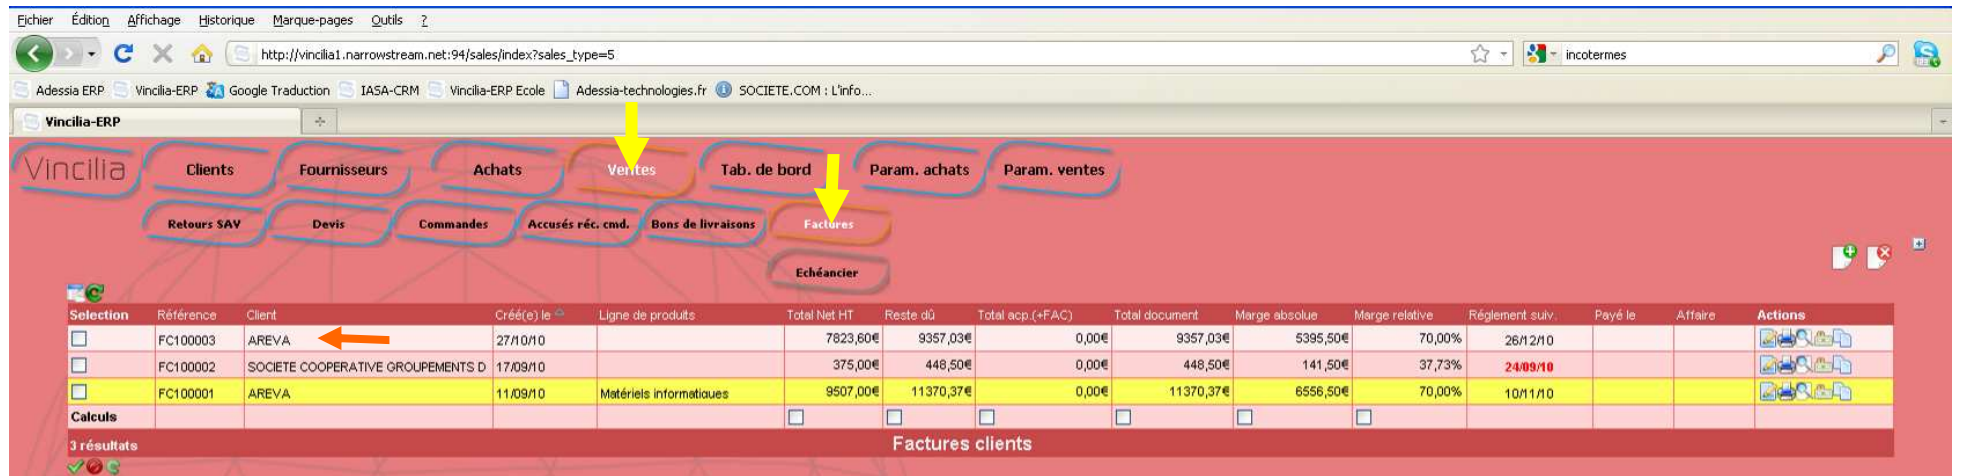 Fichier Édition Affichage Historique Marque-pages Outils ?
http://vincilia1.narrowstream.net:94/sales/index?sales_type=5 incotermes
Adessia ERP Vincilia-ERP Google Traduction IASA-CRM Vincilia-ERP Ecole Adessia-technologies.fr SOCIETE.COM : L'info...
Vincilia-ERP
Vincilia Clients Fournisseurs Achats Ventes Tab. de bord Param. achats Param. ventes
Retours SAV Devis Commandes Accusés réc. cmd. Bons de livraisons Factures
Echéancier
Selection Référence Client Créé(e) le Ligne de produits Total Net HT Reste dû Total acp.(+FAC) Total document Marge absolue Marge relative Réglement suiv. Payé le Affaire Actions
FC100003 AREVA 27/10/10 7823,60€ 9357,03€ 0,00€ 9357,03€ 5395,50€ 70,00% 26/12/10
FC100002 SOCIETE COOPERATIVE GROUPEMENTS D 17/09/10 375,00€ 448,50€ 0,00€ 448,50€ 141,50€ 37,73% 24/09/10
FC100001 AREVA 11/09/10 Matériels informatiques 9507,00€ 11370,37€ 0,00€ 11370,37€ 6556,50€ 70,00% 10/11/10
Calculs
3 résultats Factures clients